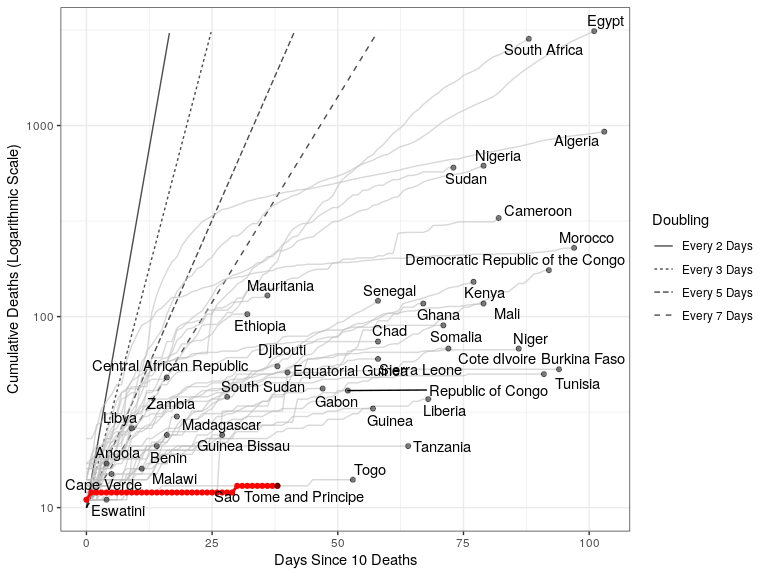 Egypt
South Africa
1000
Algeria
Nigeria
Sudan
Cameroon
Morocco
Democratic Republic of the Congo
Mauritania
Senegal
Kenya
Ghana
Mali
100
Ethiopia
Chad
Somalia
Niger
Djibouti
Cote dIvoire
Burkina Faso
Central African Republic
Equatorial Guinea
Sierra Leone
Tunisia
South Sudan
Republic of Congo
Gabon
Zambia
Liberia
Libya
Madagascar
Guinea
Guinea Bissau
Tanzania
Angola
Benin
Togo
Cape Verde
Malawi
Sao Tome and Principe
10
Eswatini
0
25
50
75
100
Days Since 10 Deaths
Cumulative Deaths (Logarithmic Scale)
Doubling
Every 2 Days
Every 3 Days
Every 5 Days
Every 7 Days